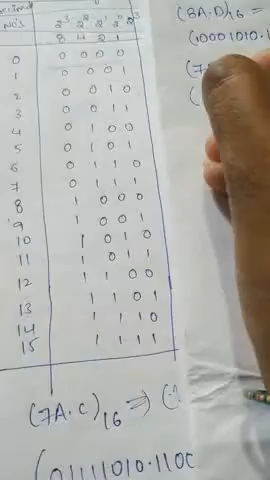 Nos 2³ 2² 2¹ 2⁰
8 4 2 1
0 0 0 0 0
1 0 0 0 1
2 0 0 1 0
3 0 0 1 1
4 0 1 0 0
5 0 1 0 1
6 0 1 1 0
7 0 1 1 1
8 1 0 0 0
9 1 0 0 1
10 1 0 1 0
11 1 0 1 1
12 1 1 0 0
13 1 1 0 1
14 1 1 1 0
15 1 1 1 1
(7A.C)₁₆ ⇒ (
(01111010.1100
(8A.D)₁₆ =
(10001010.1
(7
(